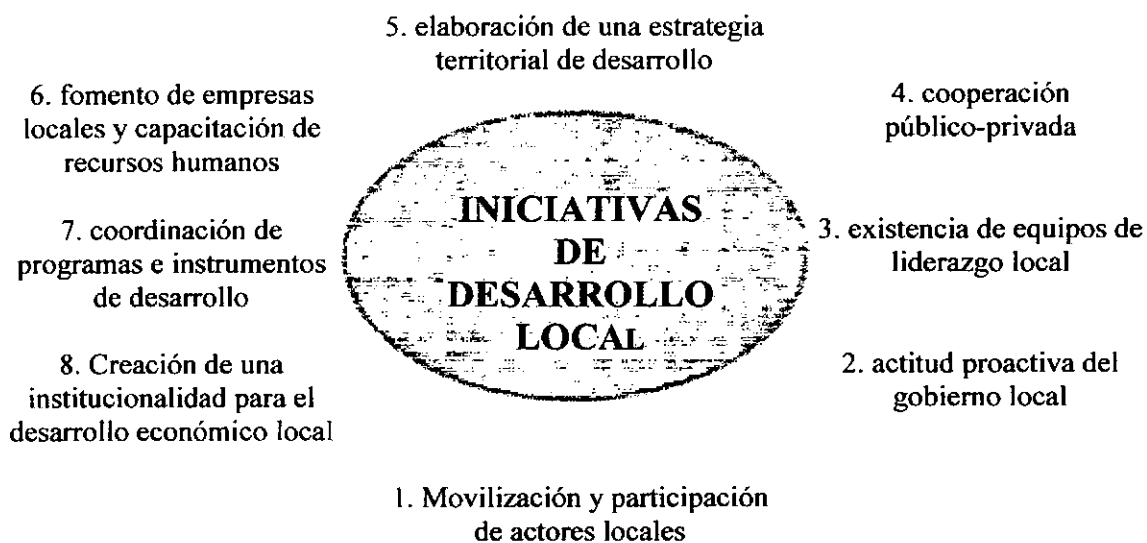 5. elaboración de una estrategia
territorial de desarrollo
6. fomento de empresas
locales y capacitación de
recursos humanos
4. cooperación
público-privada
INICIATIVAS
DE
DESARROLLO
LOCAL
7. coordinación de
programas e instrumentos
de desarrollo
3. existencia de equipos de
liderazgo local
8. Creación de una
institucionalidad para el
desarrollo económico local
2. actitud proactiva del
gobierno local
1. Movilización y participación
de actores locales